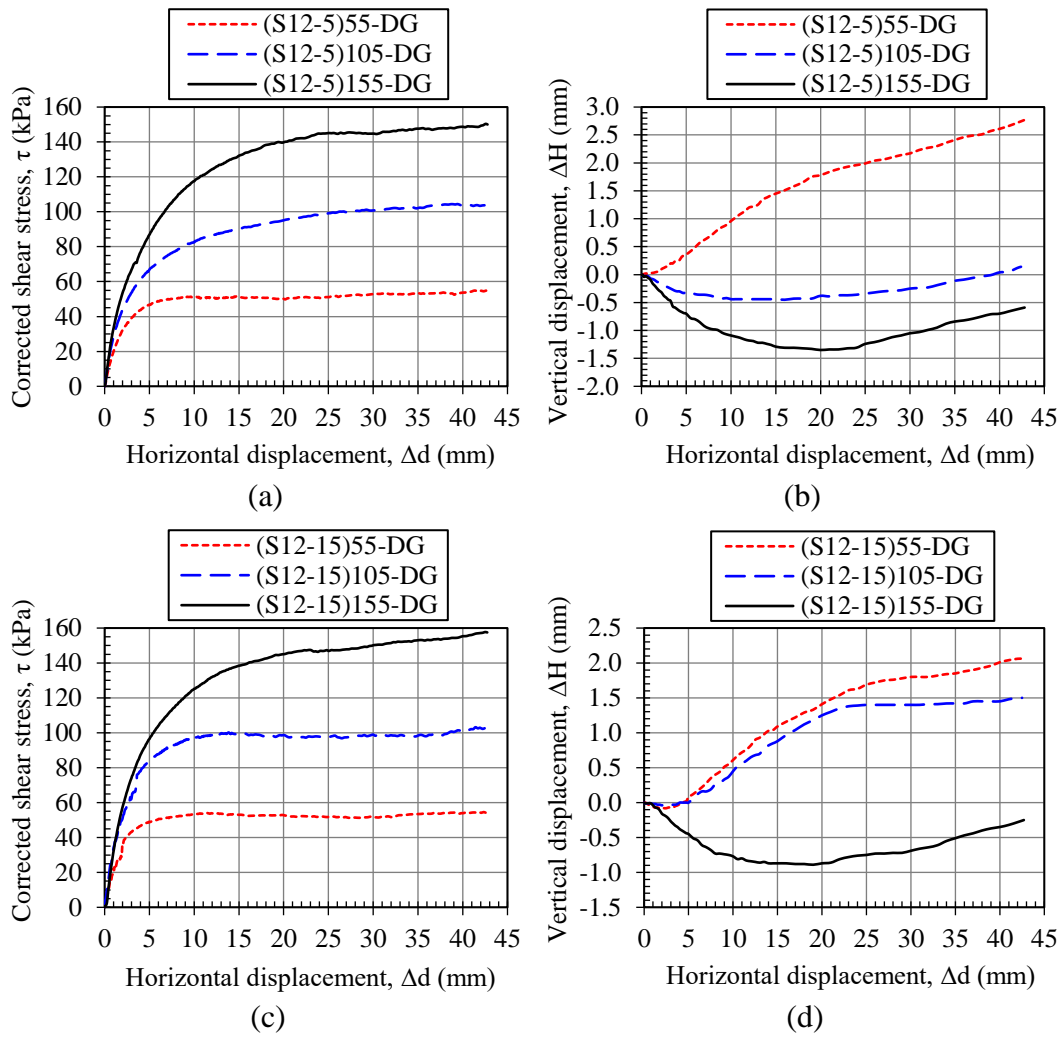 (S12-5)55-DG
(S12-5)105-DG
(S12-5)155-DG
Corrected shear stress, τ (kPa)
160
140
120
100
80
60
40
20
0
0 5 10 15 20 25 30 35 40 45
Horizontal displacement, Δd (mm)
(a)
(S12-5)55-DG
(S12-5)105-DG
(S12-5)155-DG
Vertical displacement, ΔH (mm)
3.0
2.5
2.0
1.5
1.0
0.5
0.0
-0.5
-1.0
-1.5
-2.0
0 5 10 15 20 25 30 35 40 45
Horizontal displacement, Δd (mm)
(b)
(S12-15)55-DG
(S12-15)105-DG
(S12-15)155-DG
Corrected shear stress, τ (kPa)
160
140
120
100
80
60
40
20
0
0 5 10 15 20 25 30 35 40 45
Horizontal displacement, Δd (mm)
(c)
(S12-15)55-DG
(S12-15)105-DG
(S12-15)155-DG
Vertical displacement, ΔH (mm)
2.5
2.0
1.5
1.0
0.5
0.0
-0.5
-1.0
-1.5
0 5 10 15 20 25 30 35 40 45
Horizontal displacement, Δd (mm)
(d)